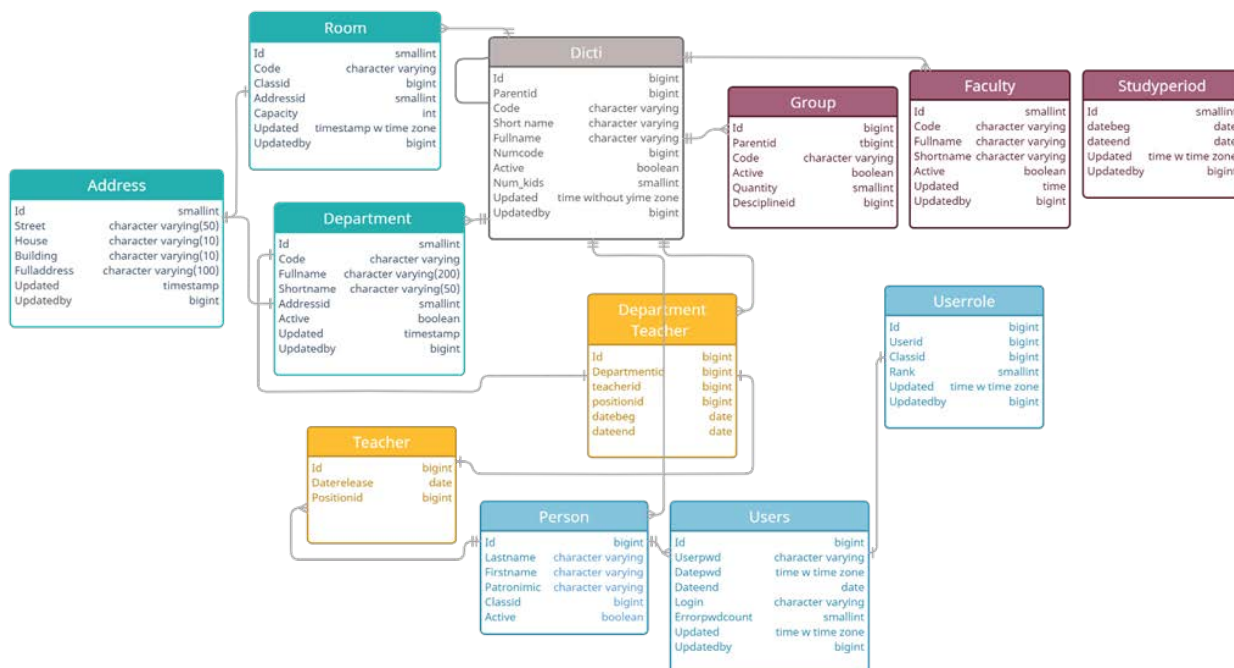 Room
Id smallint
Code character varying
Classid bigint
Addressid smallint
Capacity int
Updated timestamp w time zone
Updatedby bigint
Dicti
Id bigint
Parentid bigint
Code character varying
Short name character varying
Fullname character varying
Numcode bigint
Active boolean
Num_kids smallint
Updated time without yime zone
Updatedby bigint
Group
Id bigint
Parentid tbigint
Code character varying
Active boolean
Quantity smallint
Desciplineid bigint
Faculty
Id smallint
Code character varying
Fullname character varying
Shortname character varying
Active boolean
Updated time
Updatedby bigint
Studyperiod
Id smallint
datebeg date
dateend date
Updated time w time zone
Updatedby bigint
Address
Id smallint
Street character varying(50)
House character varying(10)
Building character varying(10)
Fulladdress character varying(100)
Updated timestamp
Updatedby bigint
Department
Id smallint
Code character varying
Fullname character varying(200)
Shortname character varying(50)
Addressid smallint
Active boolean
Updated timestamp
Updatedby bigint
Department
Teacher
Id bigint
Departmentid bigint
teacherid bigint
positionid bigint
datebeg date
dateend date
Userrole
Id bigint
Userid bigint
Classid bigint
Rank smallint
Updated time w time zone
Updatedby bigint
Teacher
Id bigint
Daterelease date
Positionid bigint
Person
Id bigint
Lastname character varying
Firstname character varying
Patronimic character varying
Classid bigint
Active boolean
Users
Id bigint
Userpwd character varying
Datepwd time w time zone
Dateend date
Login character varying
Errorpwdcount smallint
Updated time w time zone
Updatedby bigint